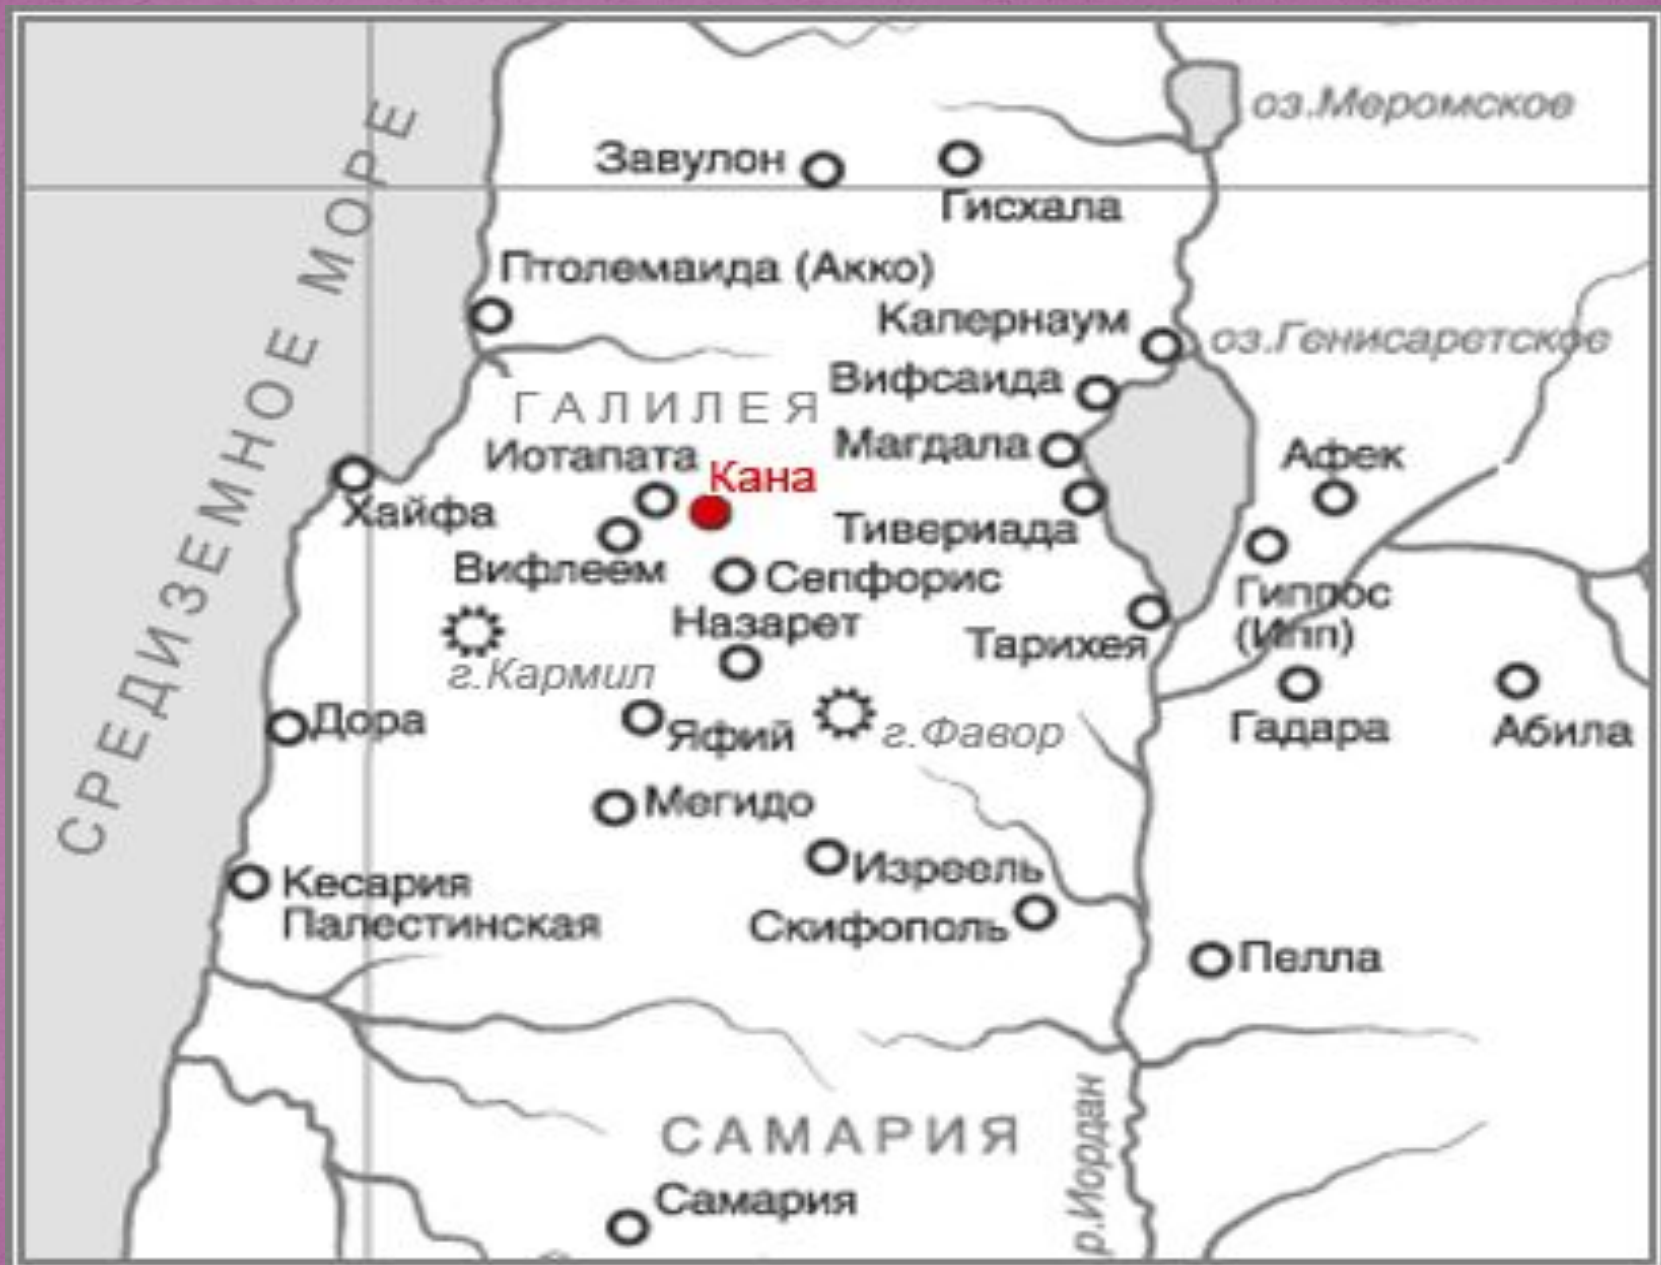 оз.Меромское
Завулон
Гисхала
СРЕДИЗЕМНОЕ МОРЕ
Птолемаида (Акко)
Капернаум
оз.Генисаретское
Вифсаида
ГАЛИЛЕЯ
Иотапата
Кана
Магдала
Афек
Хайфа
Тивериада
Вифлеем
Сепфорис
Гиппос
(Ипп)
Назарет
Тарихея
г.Кармил
Дора
Яфий
г.Фавор
Гадара
Абила
Мегидо
Изреель
Кесария
Палестинская
Скифополь
Пелла
р.Иордан
САМАРИЯ
Самария